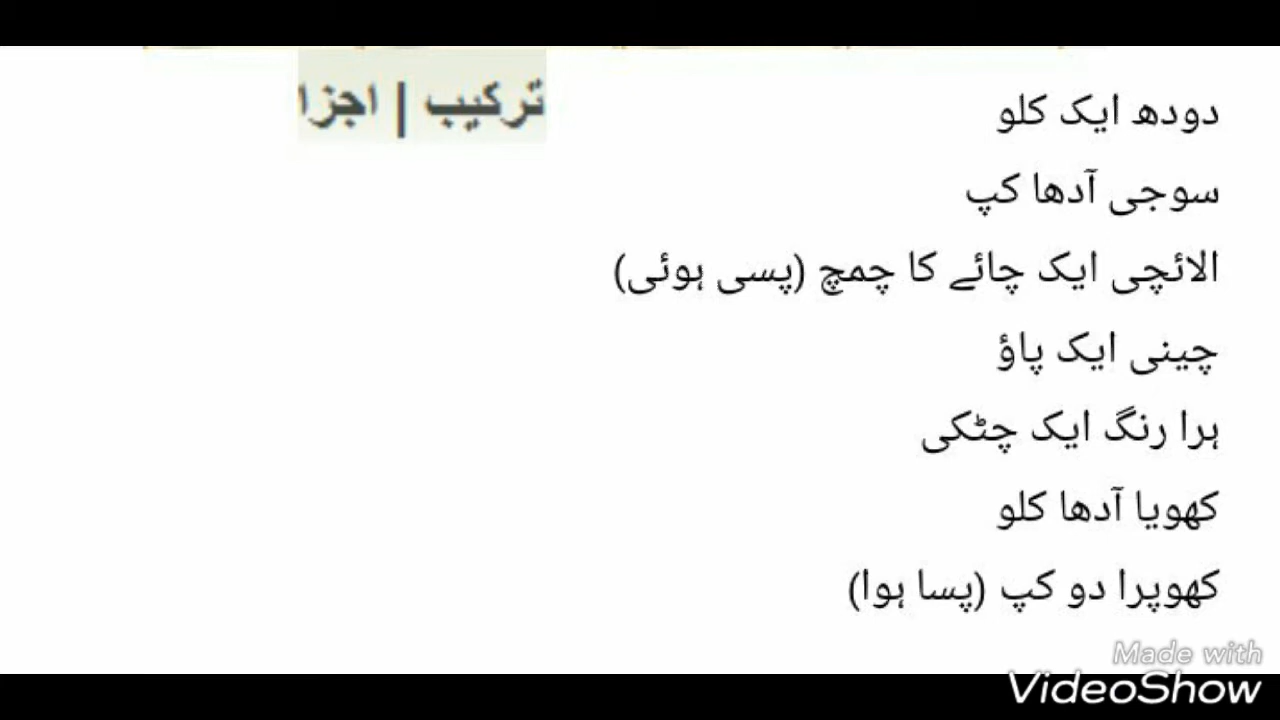 ترکیب | اجزا
دودھ ایک کلو
سوجی آدھا کپ
الائچی ایک چائے کا چمچ (پسی ہوئی)
چینی ایک پاؤ
ہرا رنگ ایک چٹکی
کھویا آدھا کلو
کھوپرا دو کپ (پسا ہوا)
Made with
VideoShow